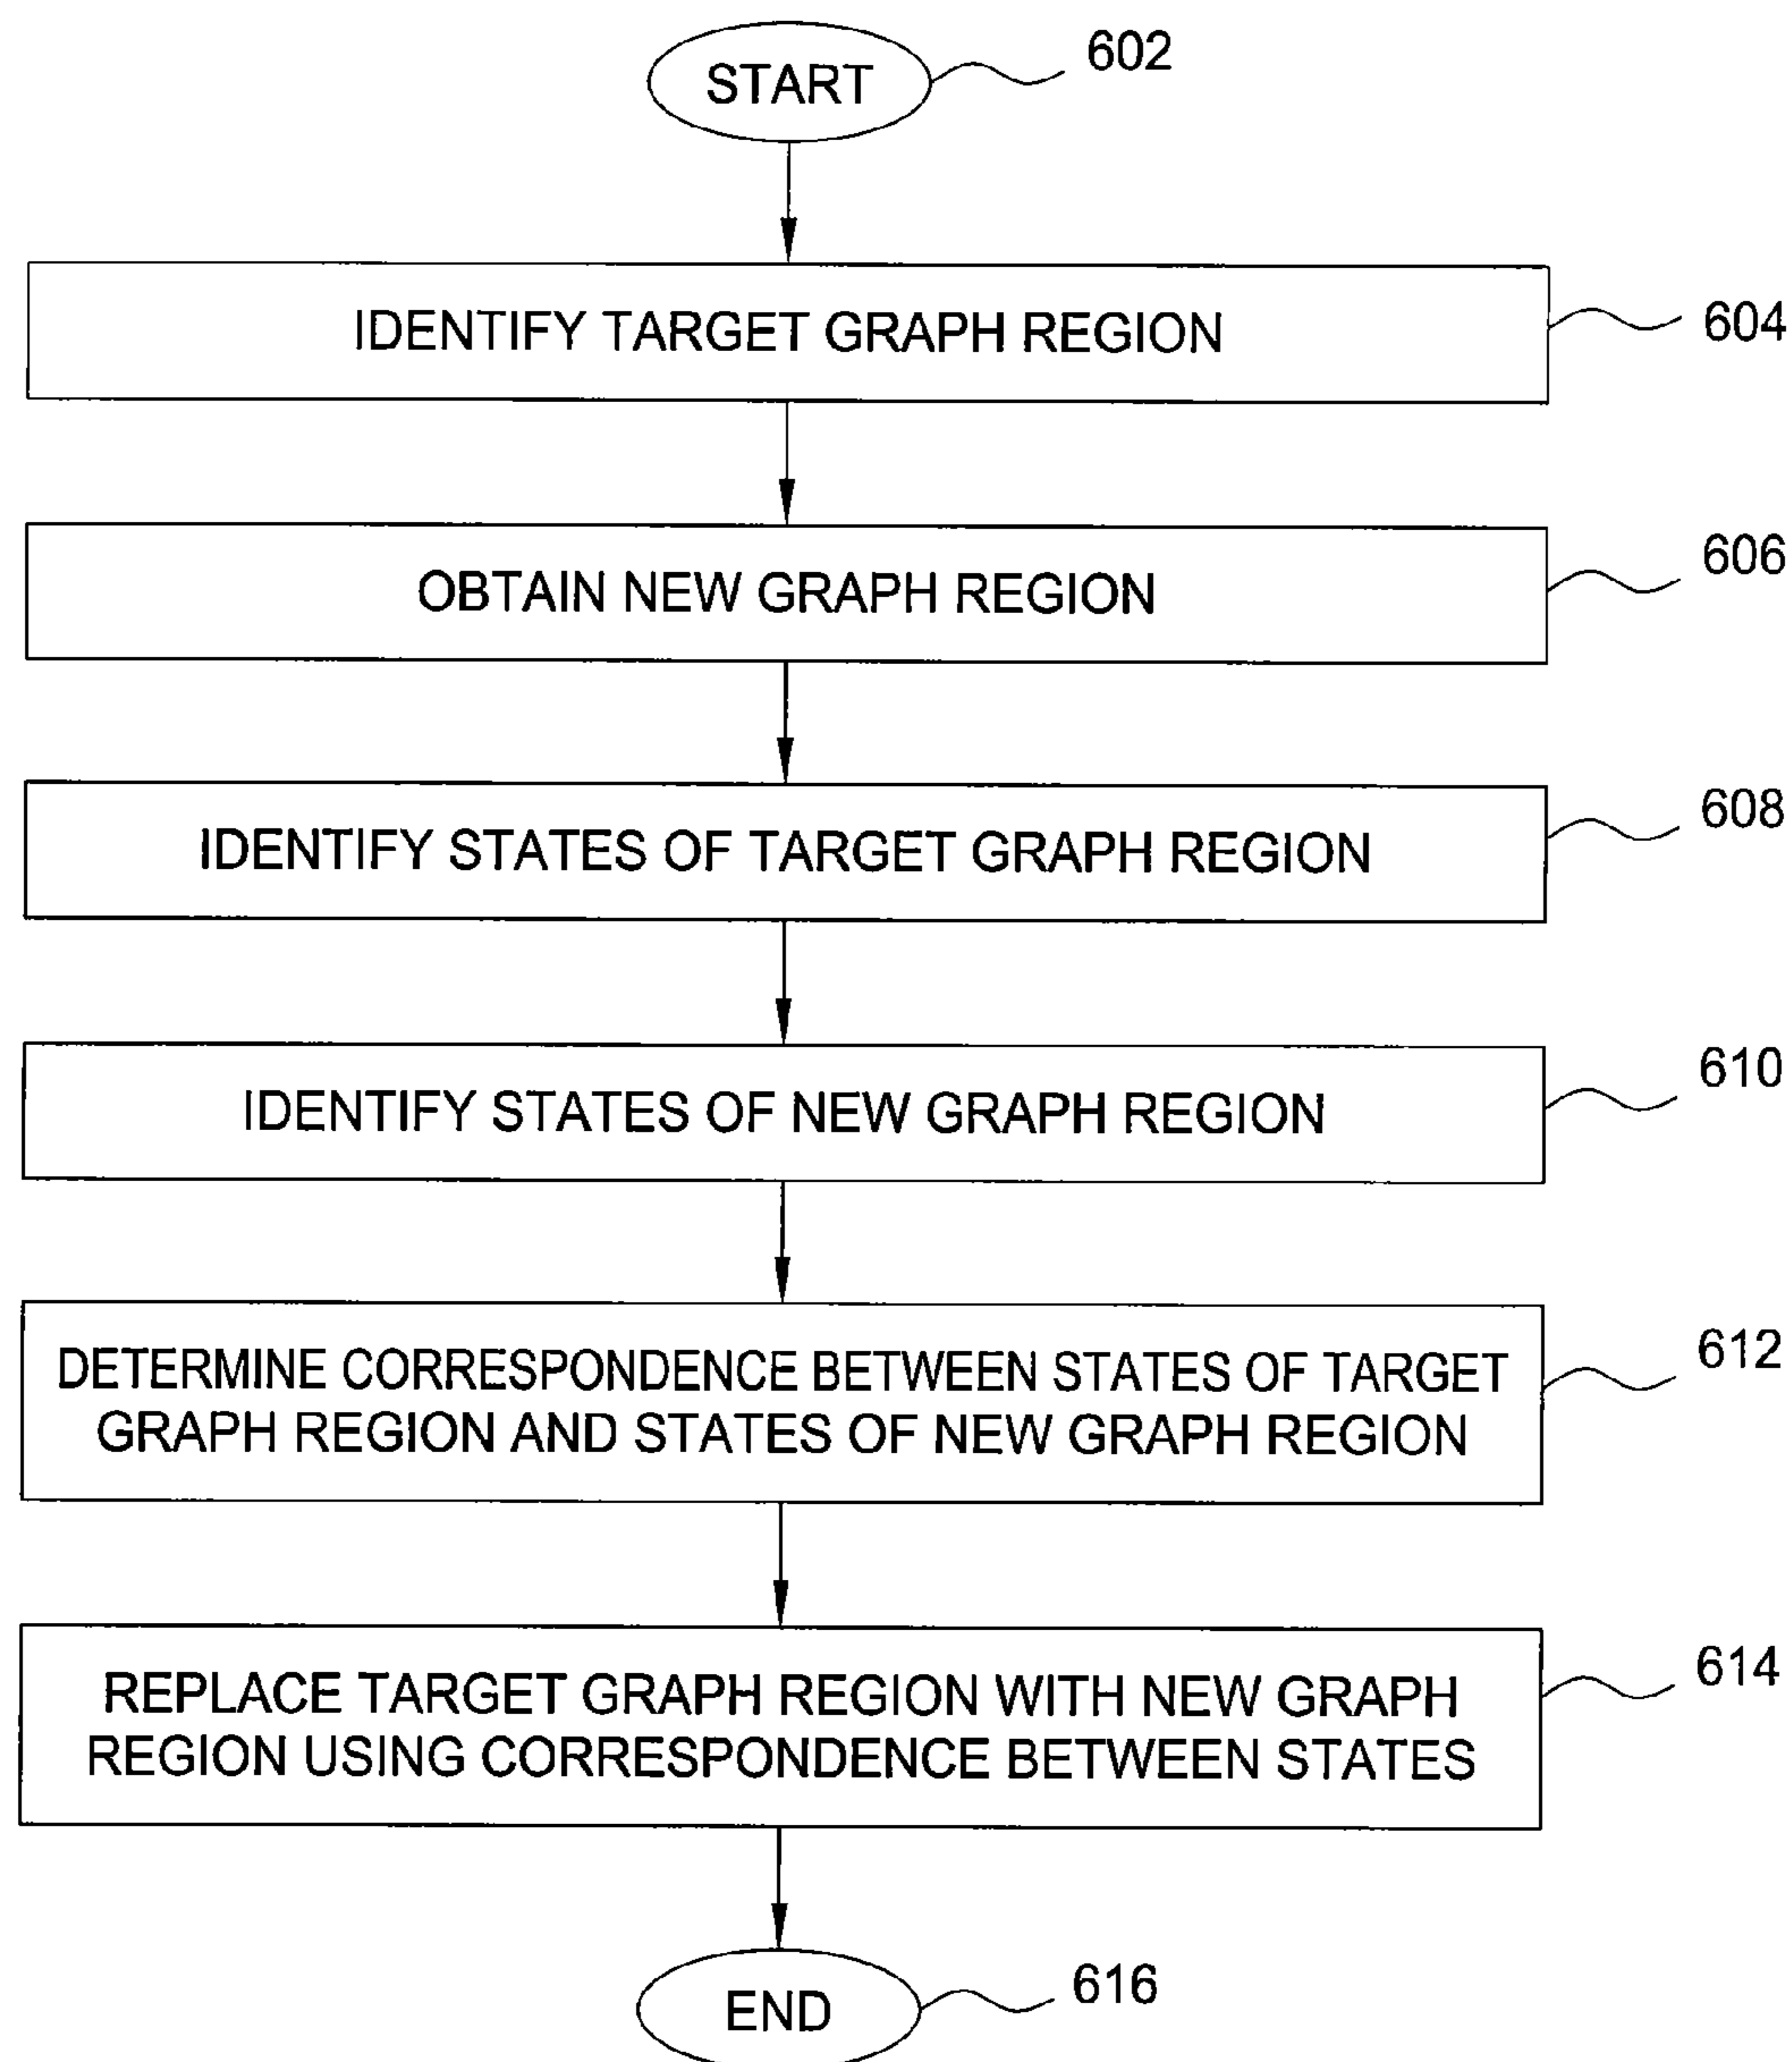 START
602
IDENTIFY TARGET GRAPH REGION
604
OBTAIN NEW GRAPH REGION
606
IDENTIFY STATES OF TARGET GRAPH REGION
608
IDENTIFY STATES OF NEW GRAPH REGION
610
DETERMINE CORRESPONDENCE BETWEEN STATES OF TARGET
GRAPH REGION AND STATES OF NEW GRAPH REGION
612
REPLACE TARGET GRAPH REGION WITH NEW GRAPH
REGION USING CORRESPONDENCE BETWEEN STATES
614
END
616